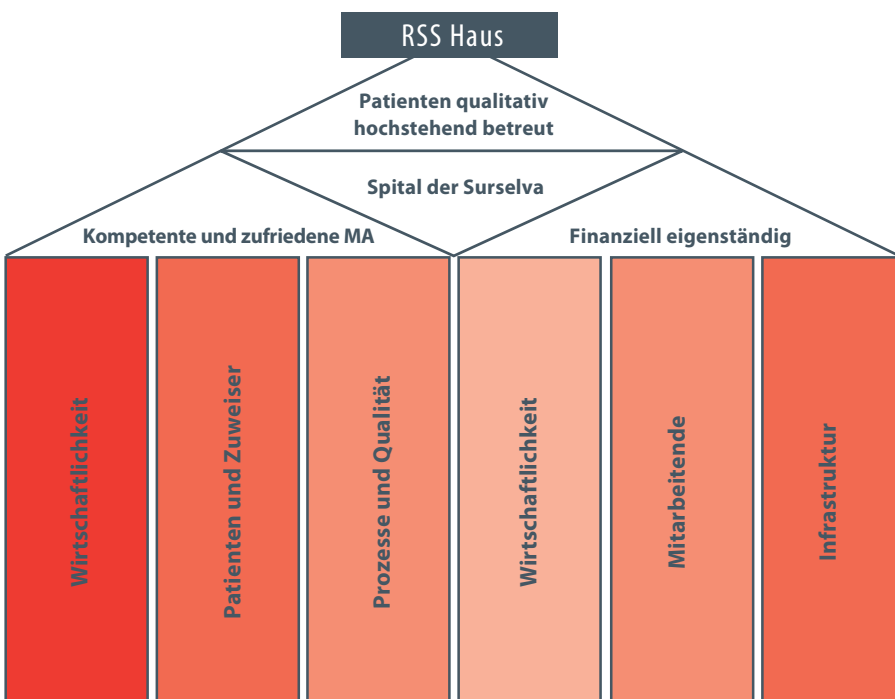 RSS Haus
Patienten qualitativ
hochstehend betreut
Spital der Surselva
Kompetente und zufriedene MA
Finanziell eigenständig
Wirtschaftlichkeit
Patienten und Zuweiser
Prozesse und Qualität
Wirtschaftlichkeit
Mitarbeitende
Infrastruktur